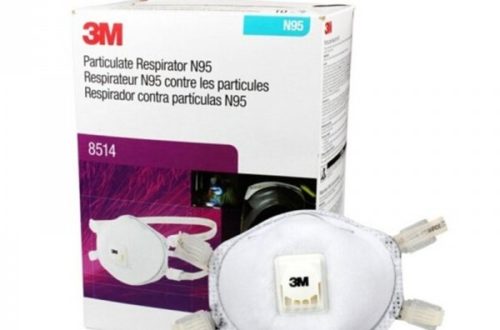 3M
N95
Particulate Respirator N95
Respirateur N95 contre les particules
Respirador contra partículas N95
8514
3M